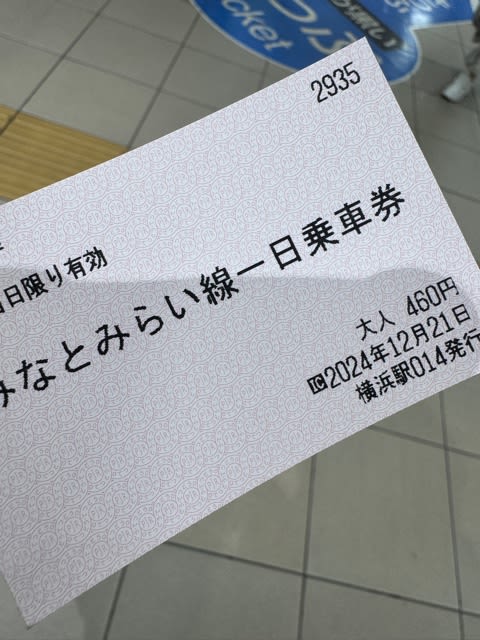 2935
日限り有効
みなとみらい線一日乗車券
大人 460円
2024年12月21日
横浜駅014発行
cket